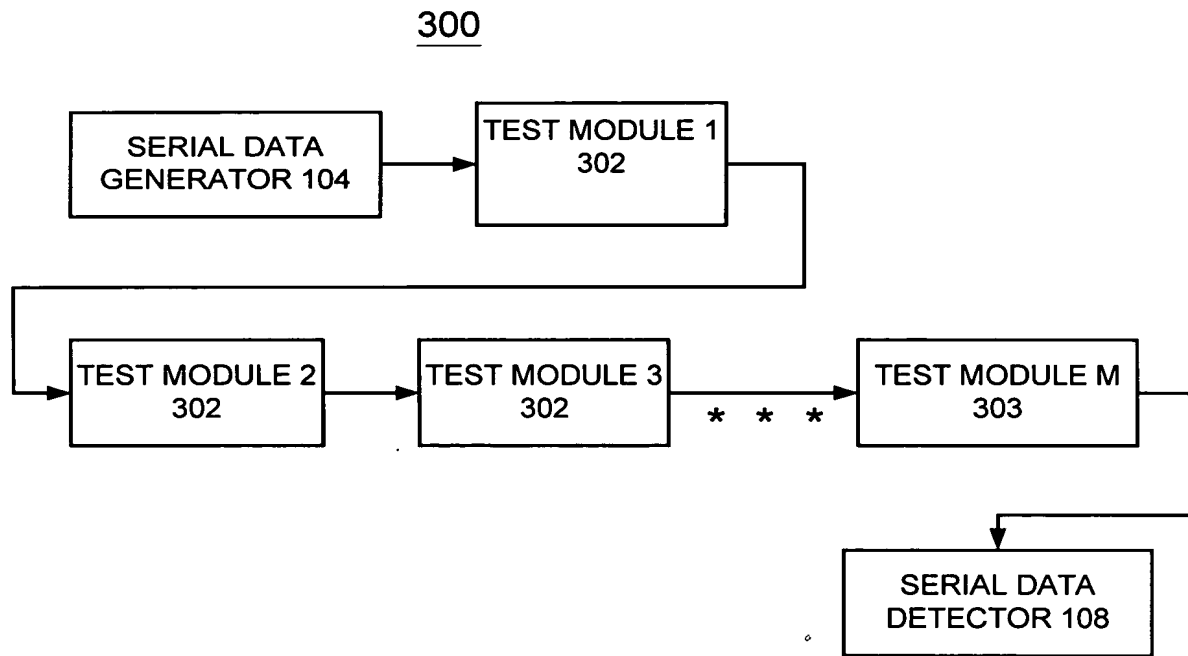 300
SERIAL DATA
GENERATOR 104
TEST MODULE 1
302
TEST MODULE 2
302
TEST MODULE 3
302
* * *
TEST MODULE M
303
SERIAL DATA
DETECTOR 108